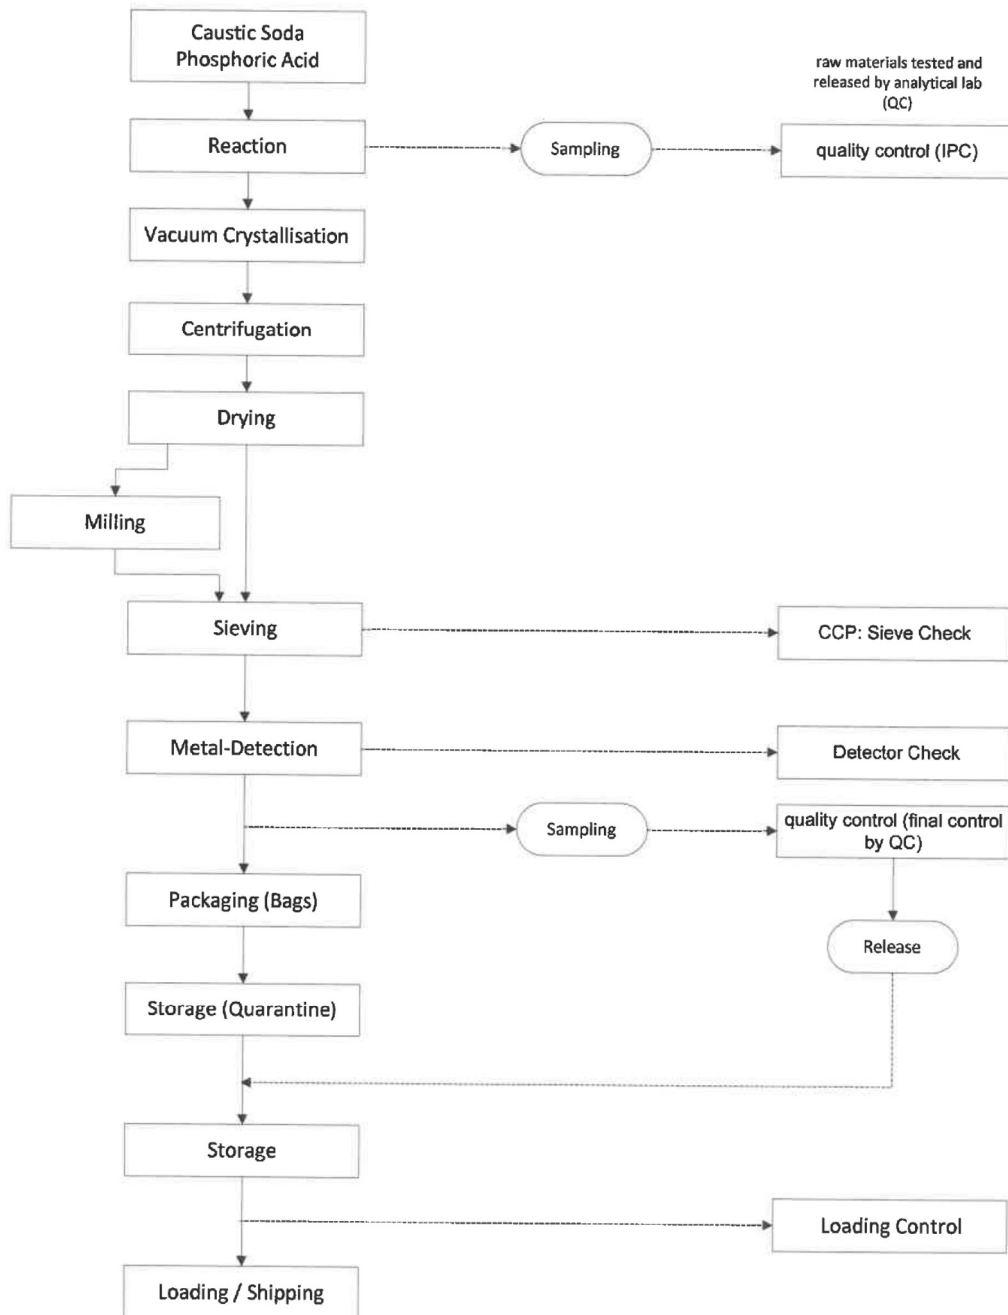 Caustic Soda
Phosphoric Acid
raw materials tested and
released by analytical lab
(QC)
Reaction
Sampling
quality control (IPC)
Vacuum Crystallisation
Centrifugation
Drying
Milling
Sieving
CCP: Sieve Check
Metal-Detection
Detector Check
Sampling
quality control (final control
by QC)
Packaging (Bags)
Release
Storage (Quarantine)
Storage
Loading Control
Loading / Shipping